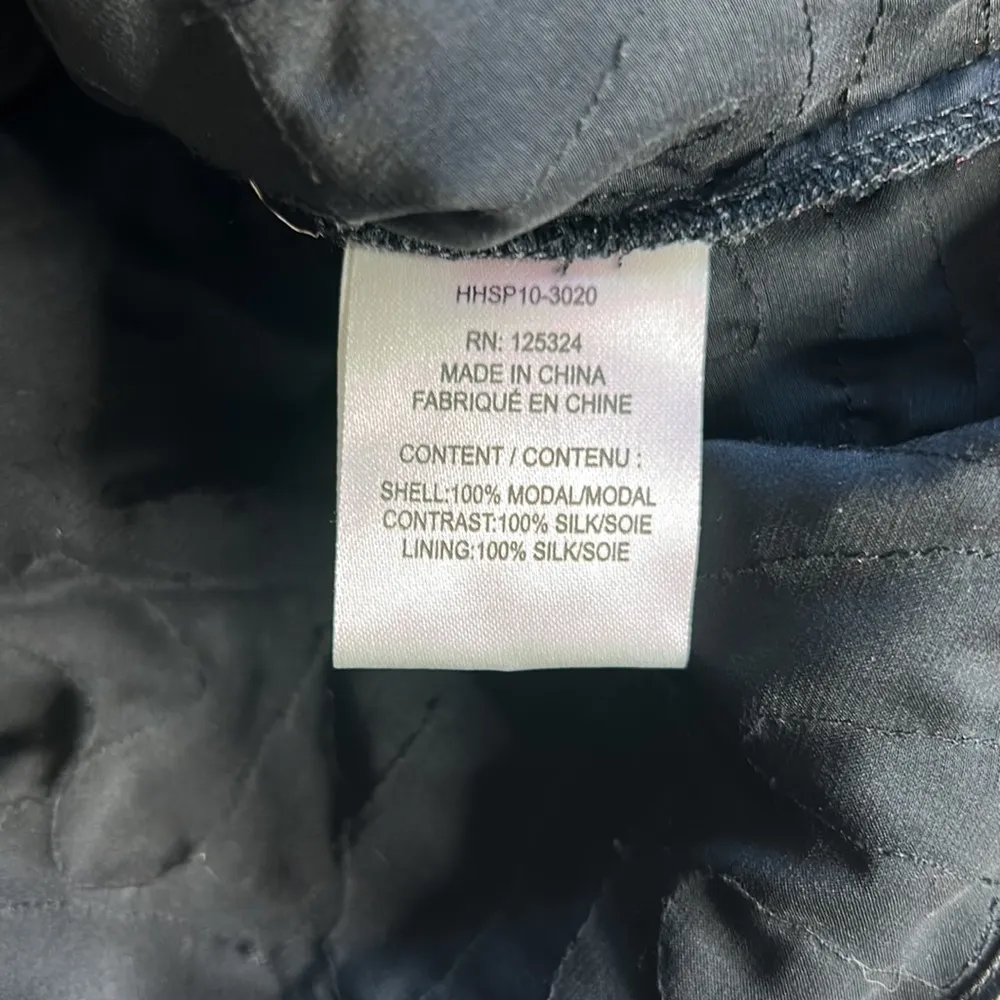 HHSP10-3020
RN: 125324
MADE IN CHINA
FABRIQUÉ EN CHINE
CONTENT / CONTENU :
SHELL:100% MODAL/MODAL
CONTRAST:100% SILK/SOIE
LINING:100% SILK/SOIE